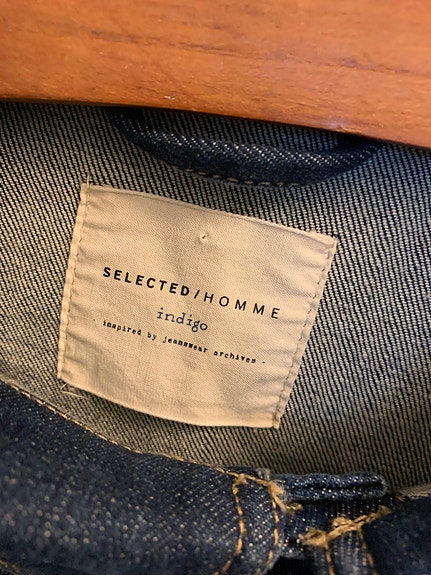 SELECTED/HOMME
indigo
inspired by jeanswear archives -